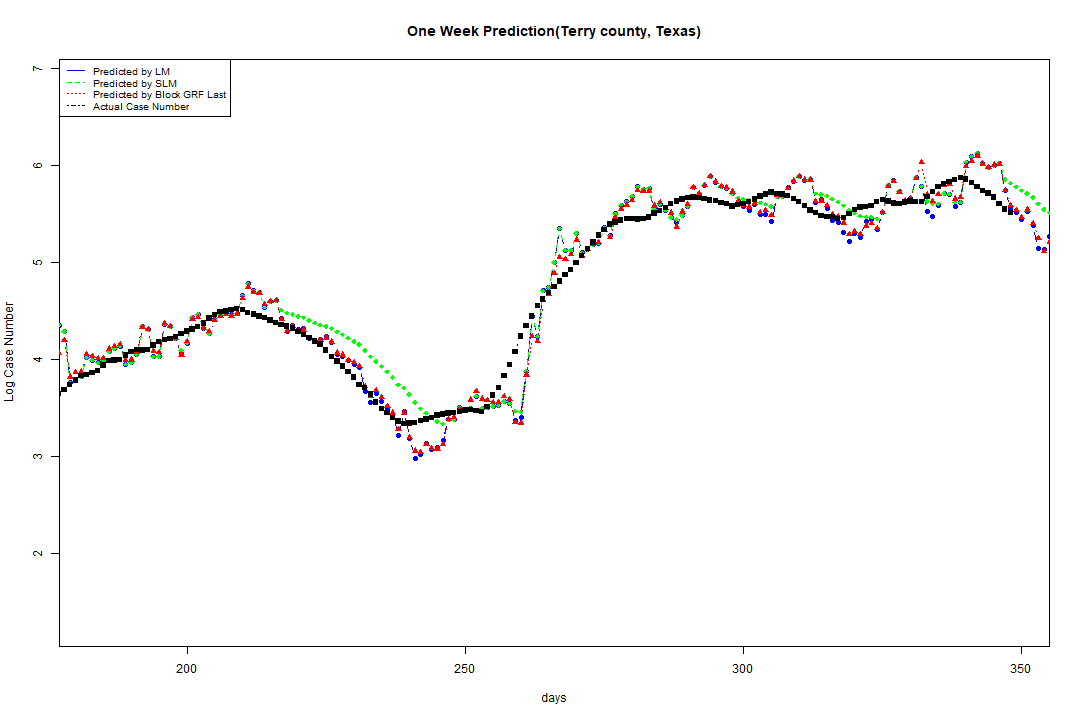 One Week Prediction(Terry county, Texas)
Predicted by LM
Predicted by SLM
Predicted by Block GRF Last
Actual Case Number
7
6
5
4
3
2
Log Case Number
200
250
300
350
days